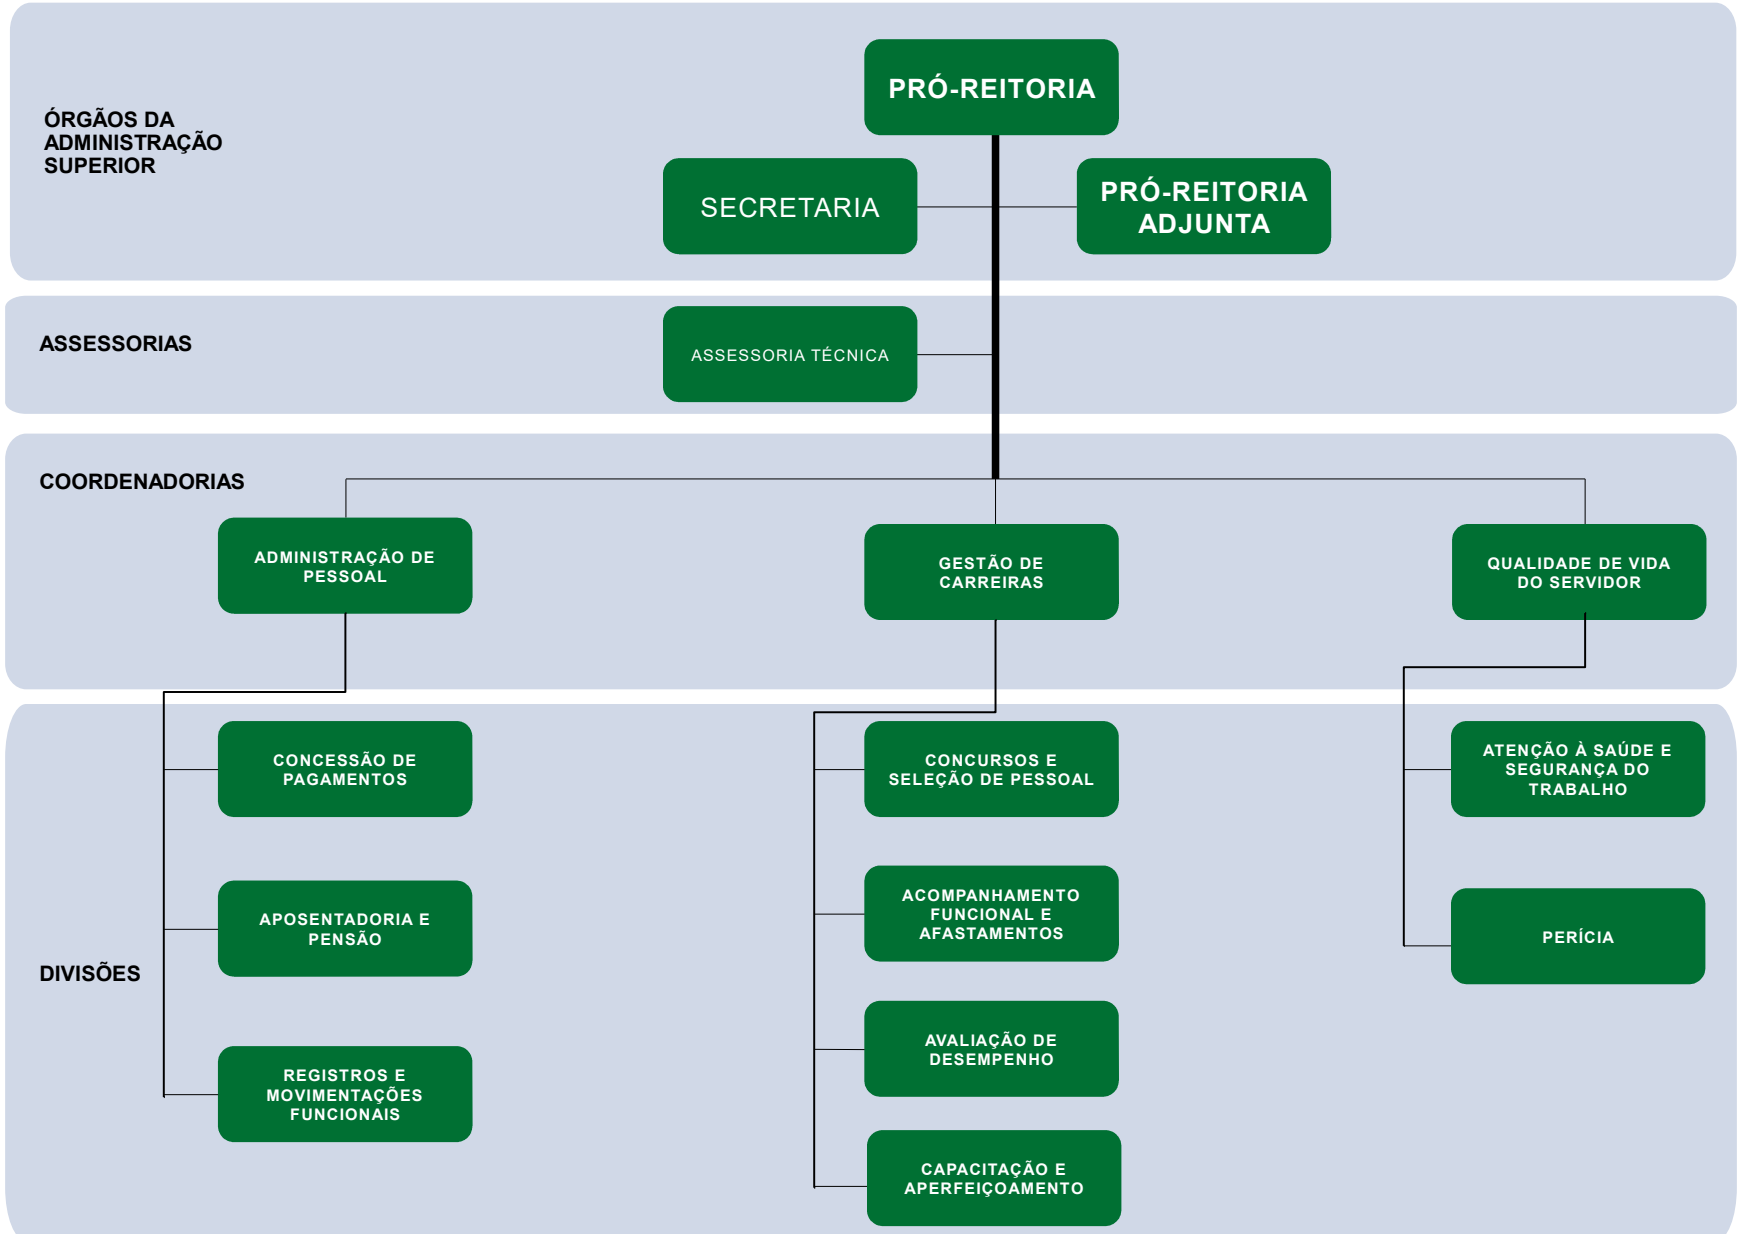 PRÓ-REITORIA
ÓRGÃOS DA
ADMINISTRAÇÃO
SUPERIOR
SECRETARIA
PRÓ-REITORIA
ADJUNTA
ASSESSORIAS
ASSESSORIA TÉCNICA
COORDENADORIAS
ADMINISTRAÇÃO DE
PESSOAL
GESTÃO DE
CARREIRAS
QUALIDADE DE VIDA
DO SERVIDOR
DIVISÕES
CONCESSÃO DE
PAGAMENTOS
APOSENTADORIA E
PENSÃO
REGISTROS E
MOVIMENTAÇÕES
FUNCIONAIS
CONCURSOS E
SELEÇÃO DE PESSOAL
ACOMPANHAMENTO
FUNCIONAL E
AFASTAMENTOS
AVALIAÇÃO DE
DESEMPENHO
CAPACITAÇÃO E
APERFEIÇOAMENTO
ATENÇÃO À SAÚDE E
SEGURANÇA DO
TRABALHO
PERÍCIA